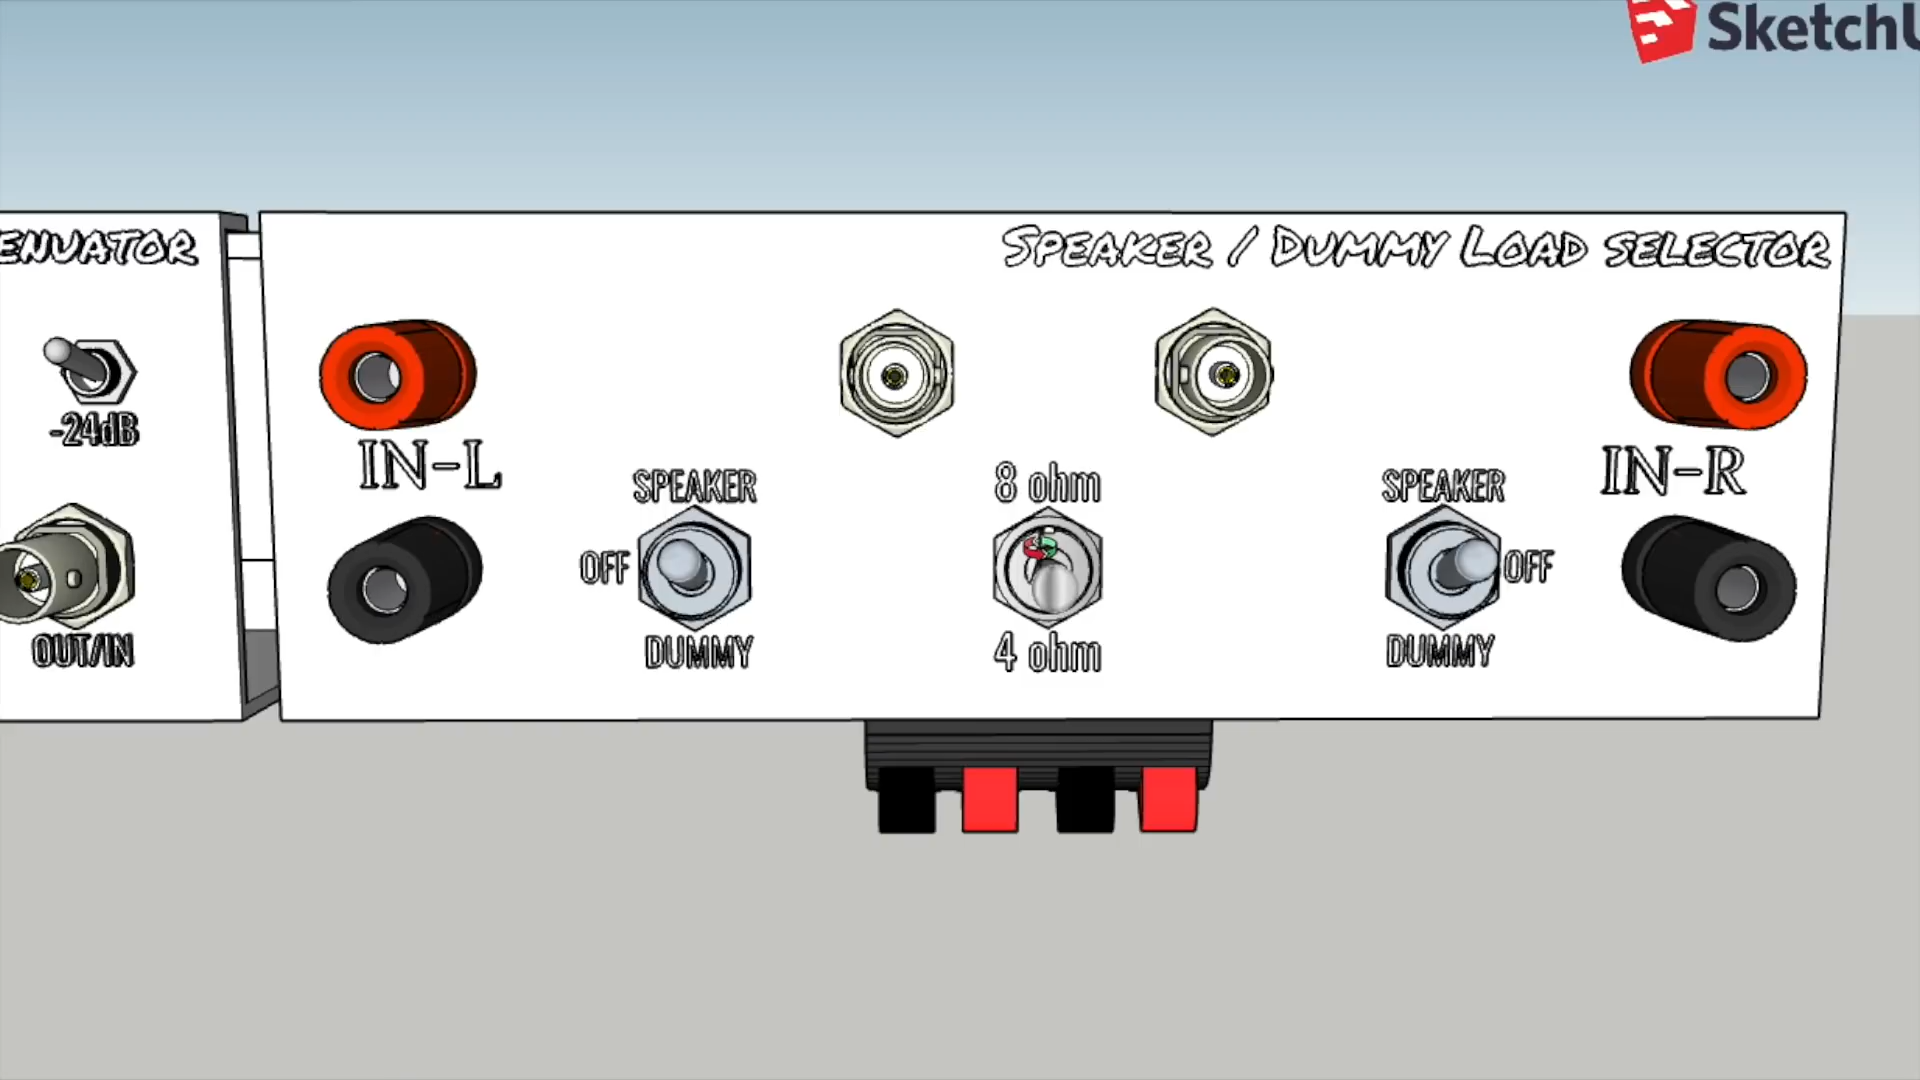 SketchU
ENUATOR
SPEAKER / DUMMY LOAD SELECTOR
-24dB
IN-L
IN-R
SPEAKER
8 ohm
SPEAKER
OFF
OFF
OUT/IN
DUMMY
4 ohm
DUMMY